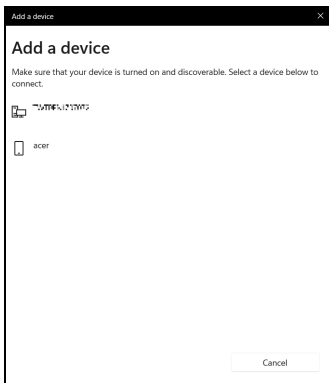 Add a device
Add a device
Make sure that your device is turned on and discoverable. Select a device below to
connect.
acer
Cancel